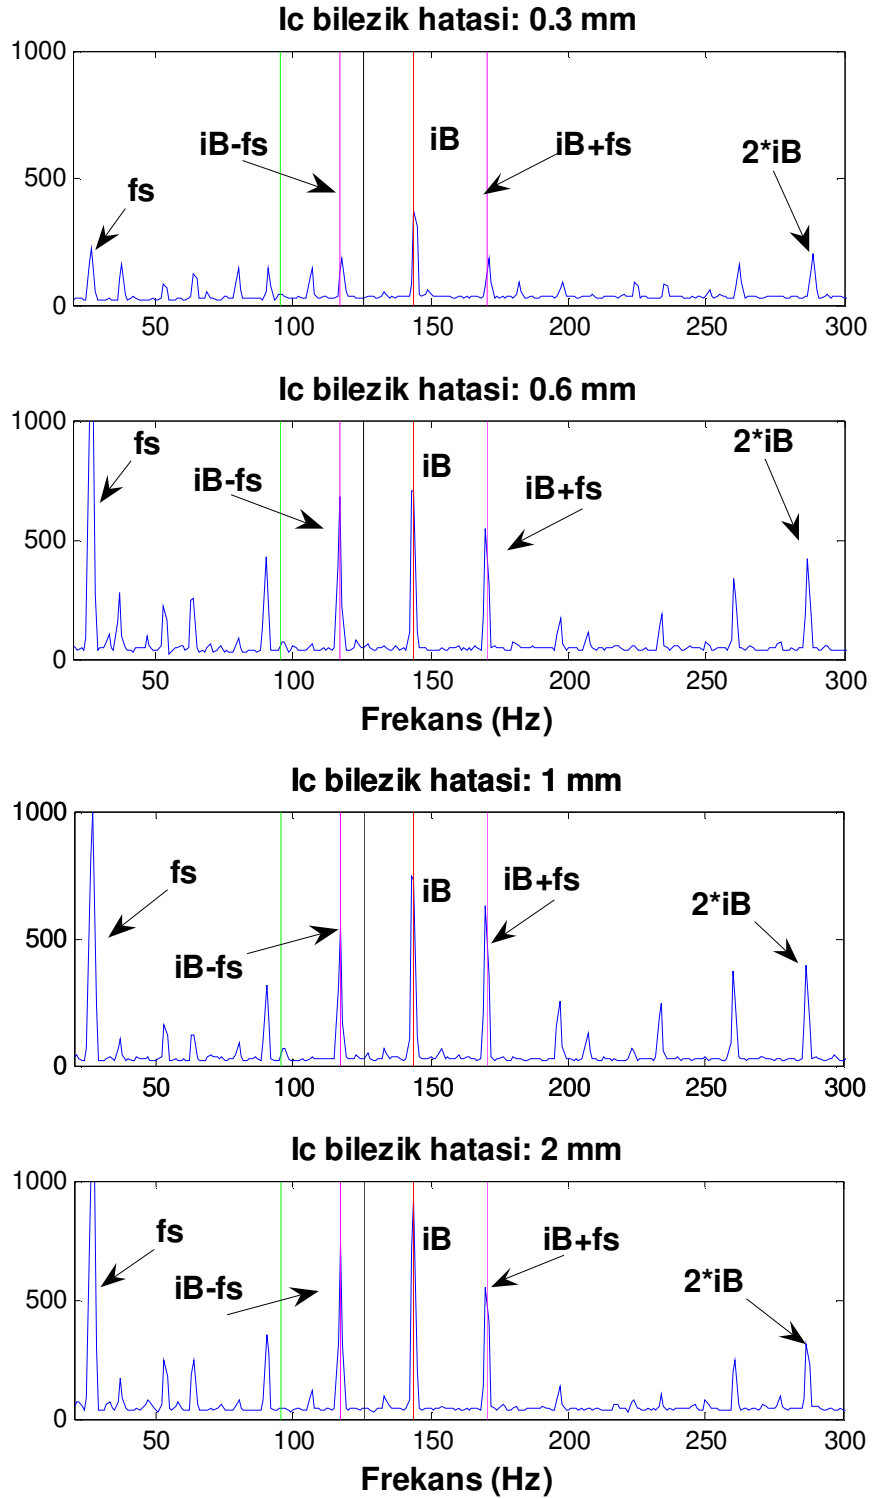 Ic bilezik hatasi: 0.3 mm
1000
iB-fs
iB
iB+fs
2*iB
500
fs
0
50 100 150 200 250 300
Ic bilezik hatasi: 0.6 mm
1000
fs
iB-fs
iB
iB+fs
2*iB
500
0
50 100 150 200 250 300
Frekans (Hz)
Ic bilezik hatasi: 1 mm
1000
fs
iB
iB+fs
2*iB
500
iB-fs
0
50 100 150 200 250 300
Ic bilezik hatasi: 2 mm
1000
fs
iB
iB+fs
iB-fs
2*iB
500
0
50 100 150 200 250 300
Frekans (Hz)